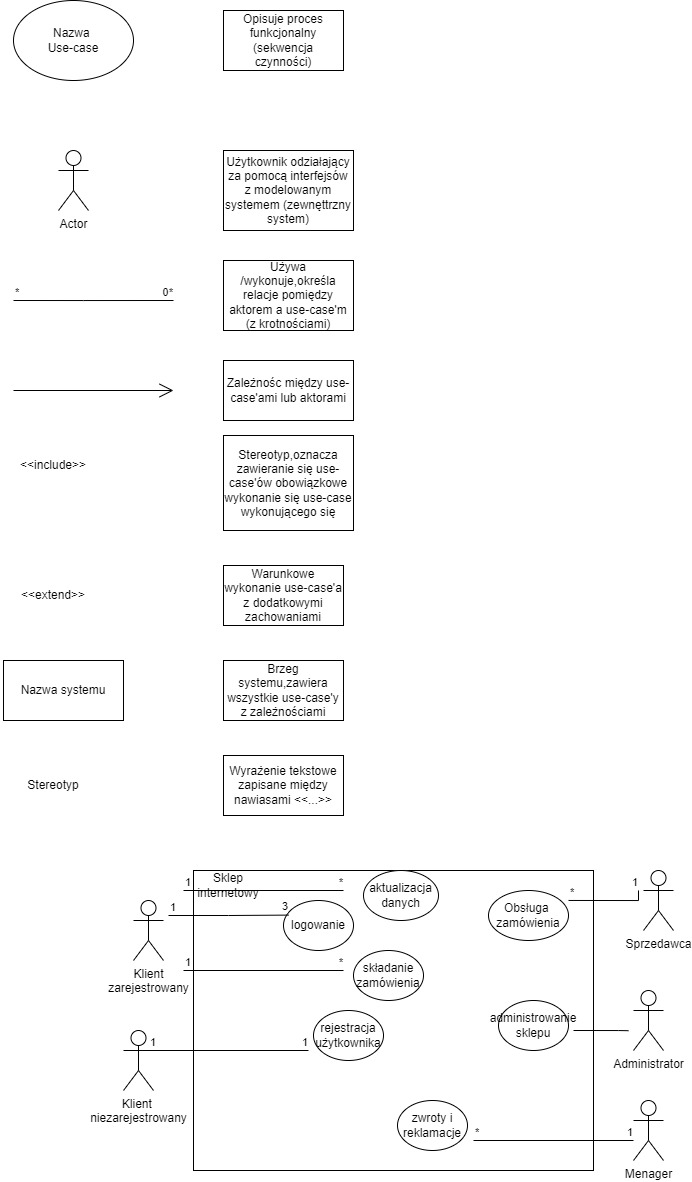 Nazwa
Use-case
Opisuje proces
funkcjonalny
(sekwencja
czynności)
Actor
Użytkownik odziałający
za pomocą interfejsów
z modelowanym
systemem (zewnęttrzny
system)
*
0*
Używa
/wykonuje,określa
relacje pomiędzy
aktorem a use-case'm
(z krotnościami)
Zależnośc między use-
case'ami lub aktorami
<<include>>
Stereotyp,oznacza
zawieranie się use-
case'ów obowiązkowe
wykonanie się use-case
wykonującego się
<<extend>>
Warunkowe
wykonanie use-case'a
z dodatkowymi
zachowaniami
Nazwa systemu
Brzeg
systemu,zawiera
wszystkie use-case'y
z zależnościami
Stereotyp
Wyrażenie tekstowe
zapisane między
nawiasami <<...>>
Sklep
internetowy
1
*
aktualizacja
danych
1
3
logowanie
Klient
zarejestrowany
1
*
składanie
zamówienia
Obsługa
zamówienia
*
1
Sprzedawca
rejestracja
użytkownika
1
1
Klient
niezarejestrowany
administrowanie
sklepu
Administrator
zwroty i
reklamacje
*
1
Menager